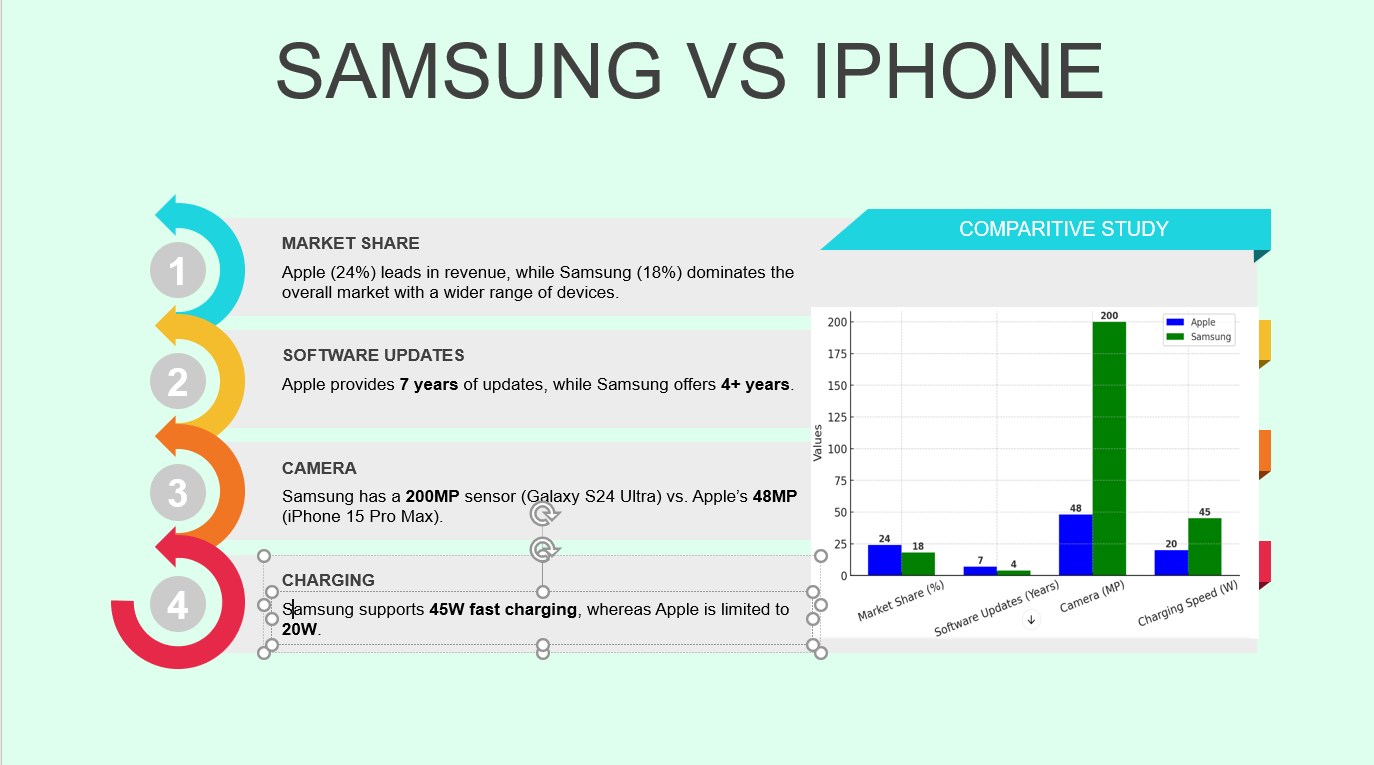 SAMSUNG VS IPHONE
COMPARITIVE STUDY
1
MARKET SHARE
Apple (24%) leads in revenue, while Samsung (18%) dominates the
overall market with a wider range of devices.
2
SOFTWARE UPDATES
Apple provides 7 years of updates, while Samsung offers 4+ years.
3
CAMERA
Samsung has a 200MP sensor (Galaxy S24 Ultra) vs. Apple’s 48MP
(iPhone 15 Pro Max).
4
CHARGING
Samsung supports 45W fast charging, whereas Apple is limited to
20W.
Values
200
175
150
125
100
75
50
25
0
Apple
Samsung
24
18
7
4
48
200
20
45
Market Share (%)
Software Updates (Years)
Camera (MP)
Charging Speed (W)